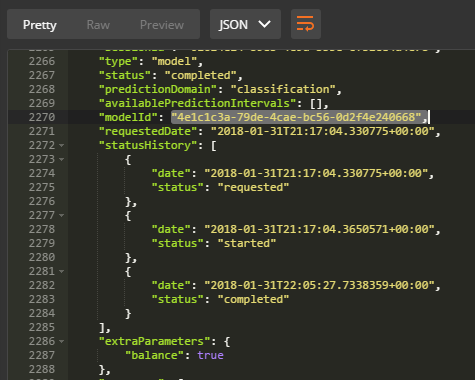 Pretty Raw Preview JSON
2266 "type": "model",
2267 "status": "completed",
2268 "predictionDomain": "classification",
2269 "availablePredictionIntervals": [],
2270 "modelId": "4e1c1c3a-79de-4cae-bc56-0d2f4e240668",
2271 "requestedDate": "2018-01-31T21:17:04.330775+00:00",
2272 "statusHistory": [
2273 {
2274 "date": "2018-01-31T21:17:04.330775+00:00",
2275 "status": "requested"
2276 },
2277 {
2278 "date": "2018-01-31T21:17:04.3650571+00:00",
2279 "status": "started"
2280 },
2281 {
2282 "date": "2018-01-31T22:05:27.7338359+00:00",
2283 "status": "completed"
2284 }
2285 ],
2286 "extraParameters": {
2287 "balance": true
2288 },